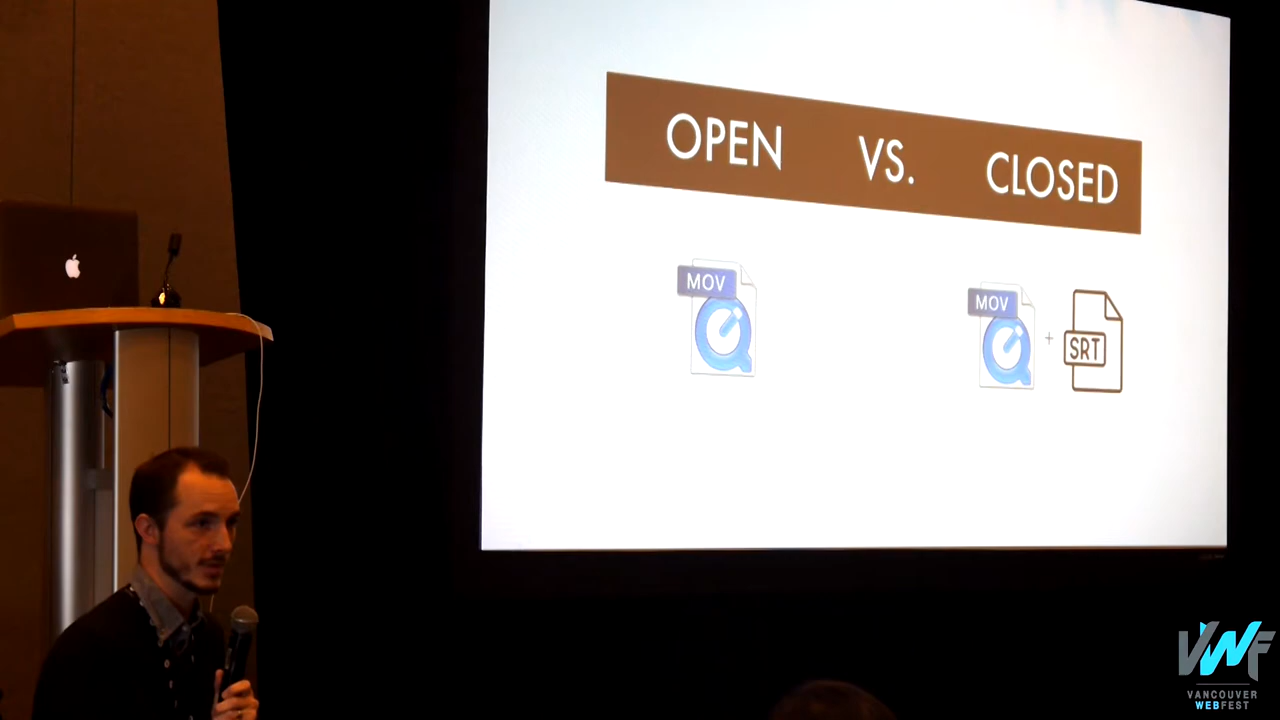 OPEN VS. CLOSED
MOV
MOV + SRT
VWF
VANCOUVER
WEBFEST